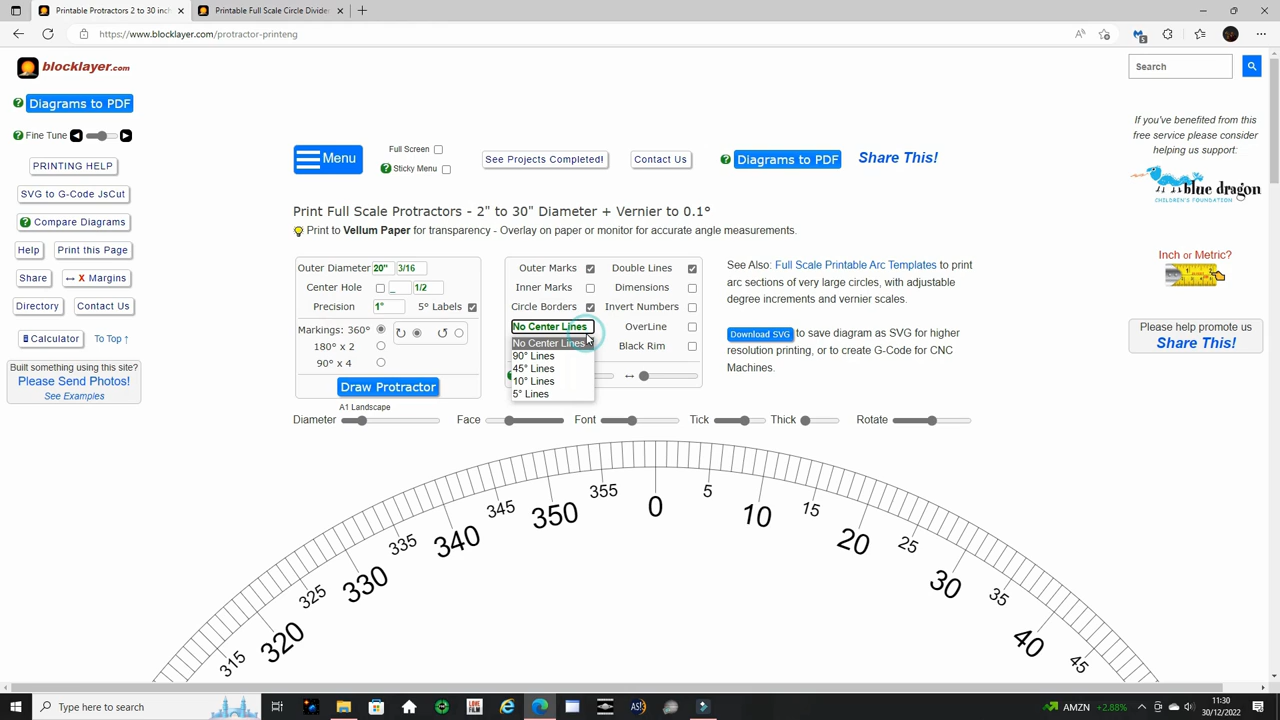 Printable Protractors 2 to 30 inch
Printable Full Scale Circle Divide
https://www.blocklayer.com/protractor-printeng
blocklayer.com
Search
Diagrams to PDF
Fine Tune
PRINTING HELP
SVG to G-Code JsCut
Compare Diagrams
Help
Print this Page
Share
↔ X Margins
Directory
Contact Us
Calculator
To Top ↑
Built something using this site?
Please Send Photos!
See Examples
Menu
Full Screen
Sticky Menu
See Projects Completed!
Contact Us
Diagrams to PDF
Share This!
Print Full Scale Protractors - 2" to 30" Diameter + Vernier to 0.1°
Print to Vellum Paper for transparency - Overlay on paper or monitor for accurate angle measurements.
Outer Diameter 20" 3/16
Center Hole _ 1/2
Precision 1° 5° Labels
Markings: 360°
180° x 2
90° x 4
Draw Protractor
A1 Landscape
Outer Marks
Double Lines
Inner Marks
Dimensions
Circle Borders
Invert Numbers
No Center Lines
OverLine
No Center Lines
Black Rim
90° Lines
45° Lines
10° Lines
5° Lines
See Also: Full Scale Printable Arc Templates to print
arc sections of very large circles, with adjustable
degree increments and vernier scales.
Download SVG to save diagram as SVG for higher
resolution printing, or to create G-Code for CNC
Machines.
If you've benefited from this
free service please consider
helping us support:
blue dragon
CHILDREN'S FOUNDATION
Inch or Metric?
Please help promote us
Share This!
Diameter
Face
Font
Tick
Thick
Rotate
315
320
325
330
335
340
345
350
355
0
5
10
15
20
25
30
35
40
45
Type here to search
LOVE
FILM
AMZN +2.88%
11:30
30/12/2022